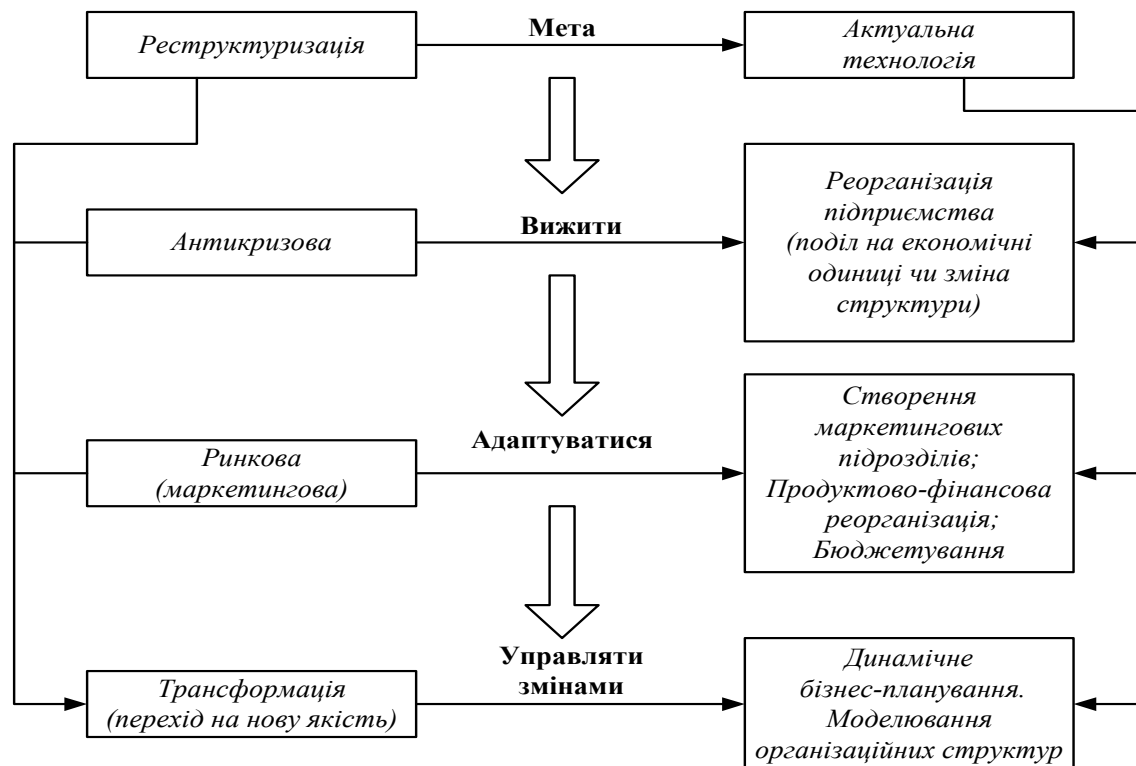 Реструктуризація
Мета
Актуальна
технологія
Антикризова
Вижити
Реорганізація
підприємства
(поділ на економічні
одиниці чи зміна
структури)
Ринкова
(маркетингова)
Адаптуватися
Створення
маркетингових
підрозділів;
Продуктово-фінансова
реорганізація;
Бюджетування
Трансформація
(перехід на нову якість)
Управляти
змінами
Динамічне
бізнес-планування.
Моделювання
організаційних структур